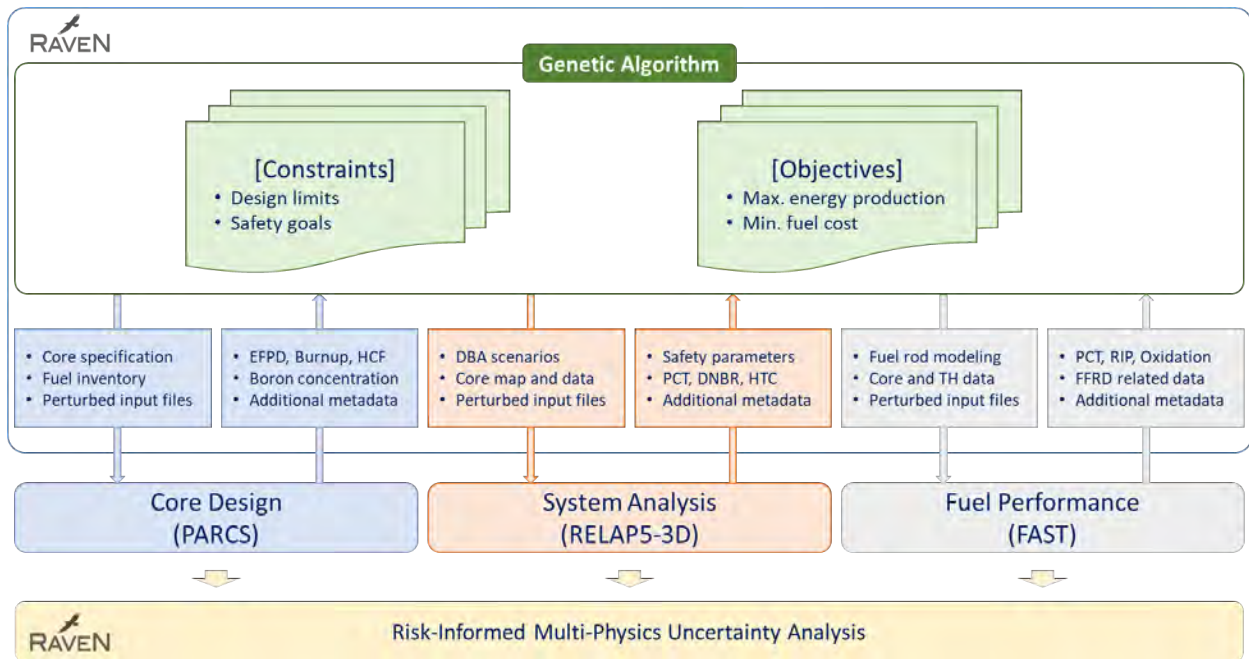 RAVEN
Genetic Algorithm
[Constraints]
• Design limits
• Safety goals
[Objectives]
• Max. energy production
• Min. fuel cost
• Core specification
• Fuel inventory
• Perturbed input files
• EFPD, Burnup, HCF
• Boron concentration
• Additional metadata
• DBA scenarios
• Core map and data
• Perturbed input files
• Safety parameters
• PCT, DNBR, HTC
• Additional metadata
• Fuel rod modeling
• Core and TH data
• Perturbed input files
• PCT, RIP, Oxidation
• FFRD related data
• Additional metadata
Core Design
(PARCS)
System Analysis
(RELAP5-3D)
Fuel Performance
(FAST)
RAVEN
Risk-Informed Multi-Physics Uncertainty Analysis